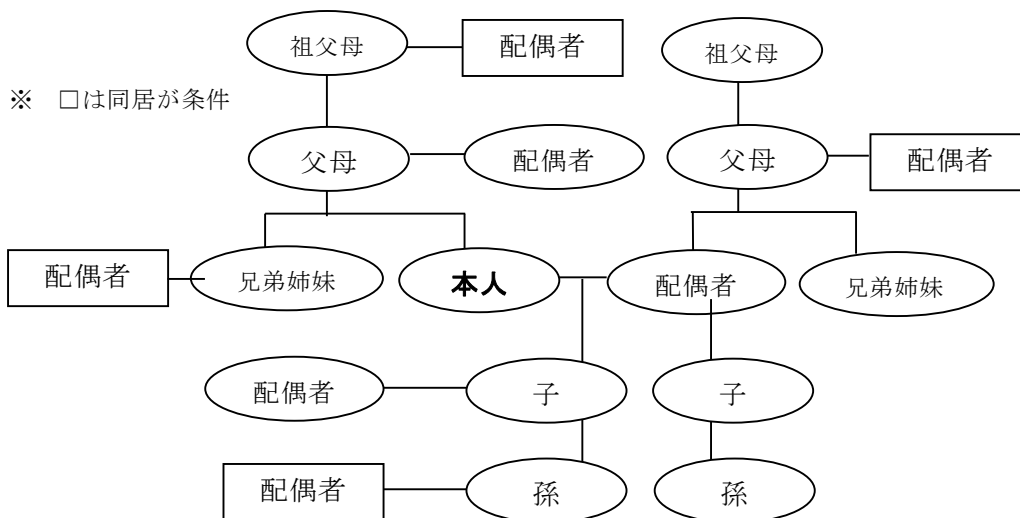 祖父母 配偶者 祖父母
※ □は同居が条件
父母 配偶者 父母 配偶者
配偶者 兄弟姉妹 本人 配偶者 兄弟姉妹
配偶者 子 子
配偶者 孫 孫